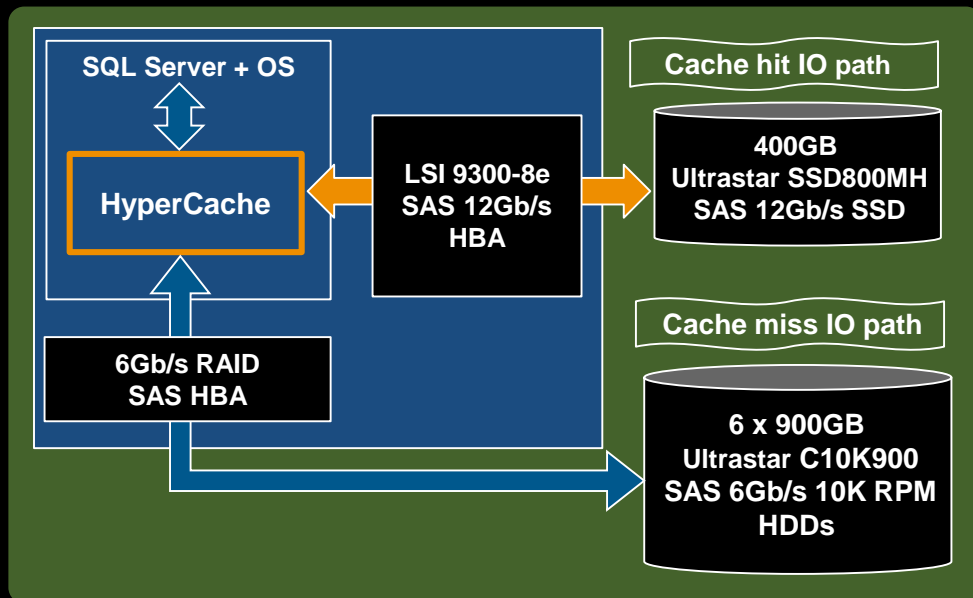 SQL Server + OS
HyperCache
LSI 9300-8e
SAS 12Gb/s
HBA
6Gb/s RAID
SAS HBA
Cache hit IO path
400GB
Ultrastar SSD800MH
SAS 12Gb/s SSD
Cache miss IO path
6 x 900GB
Ultrastar C10K900
SAS 6Gb/s 10K RPM
HDDs